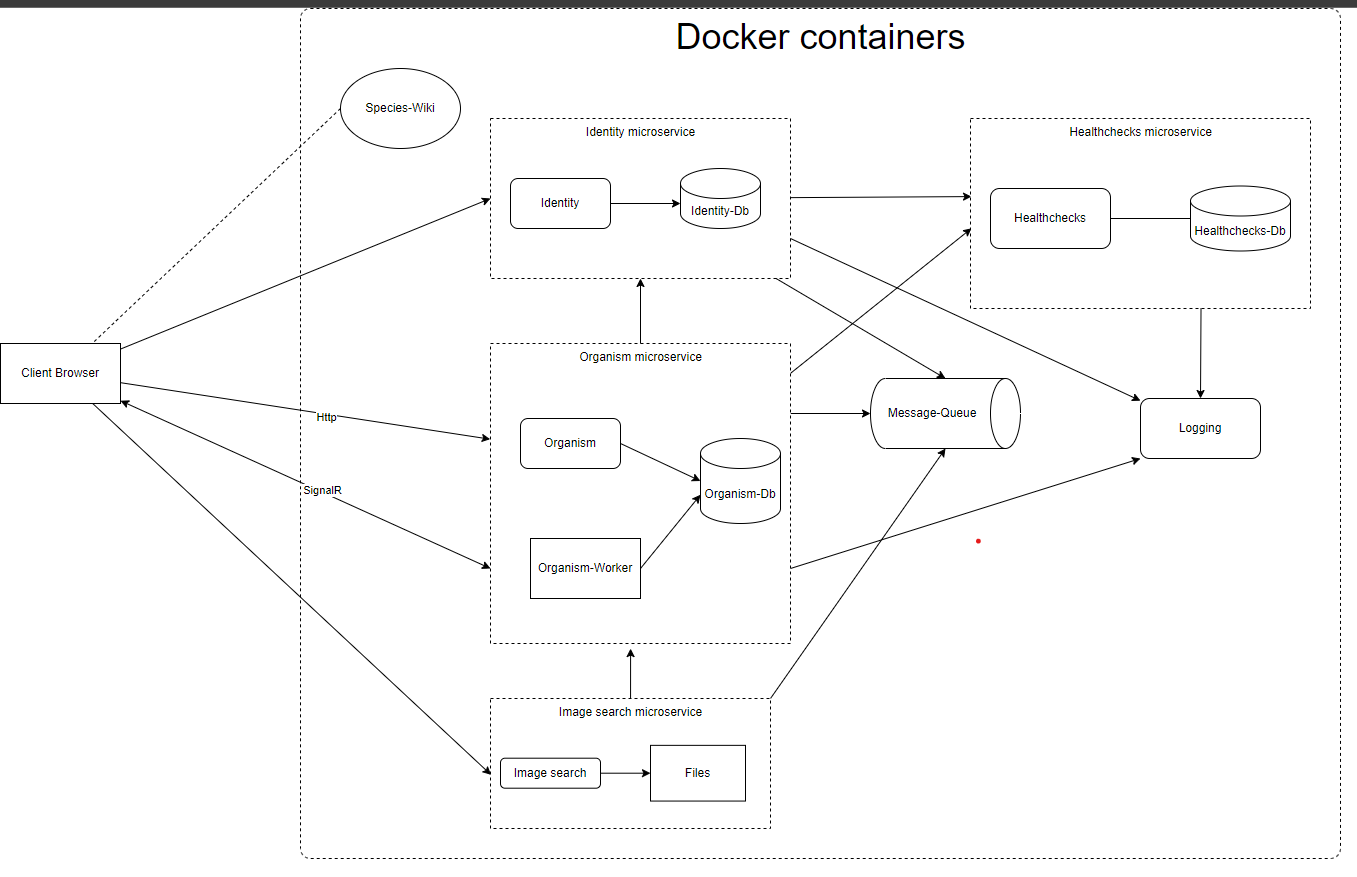 Docker containers
Species-Wiki
Identity microservice
Healthchecks microservice
Identity
Identity-Db
Healthchecks
Healthchecks-Db
Organism microservice
Client Browser
Http
Message-Queue
Logging
Organism
SignalR
Organism-Db
Organism-Worker
Image search microservice
Image search
Files